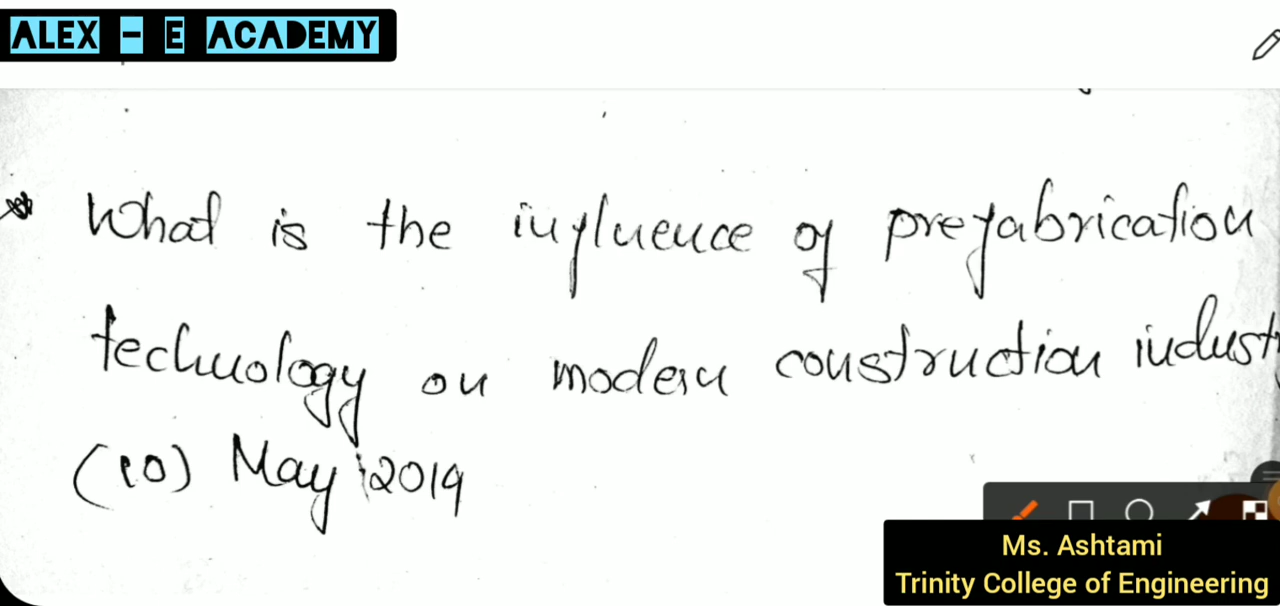 ALEX - E ACADEMY
What is the influence of prefabrication
technology on modern construction indust
(10) May 2019
Ms. Ashtami
Trinity College of Engineering